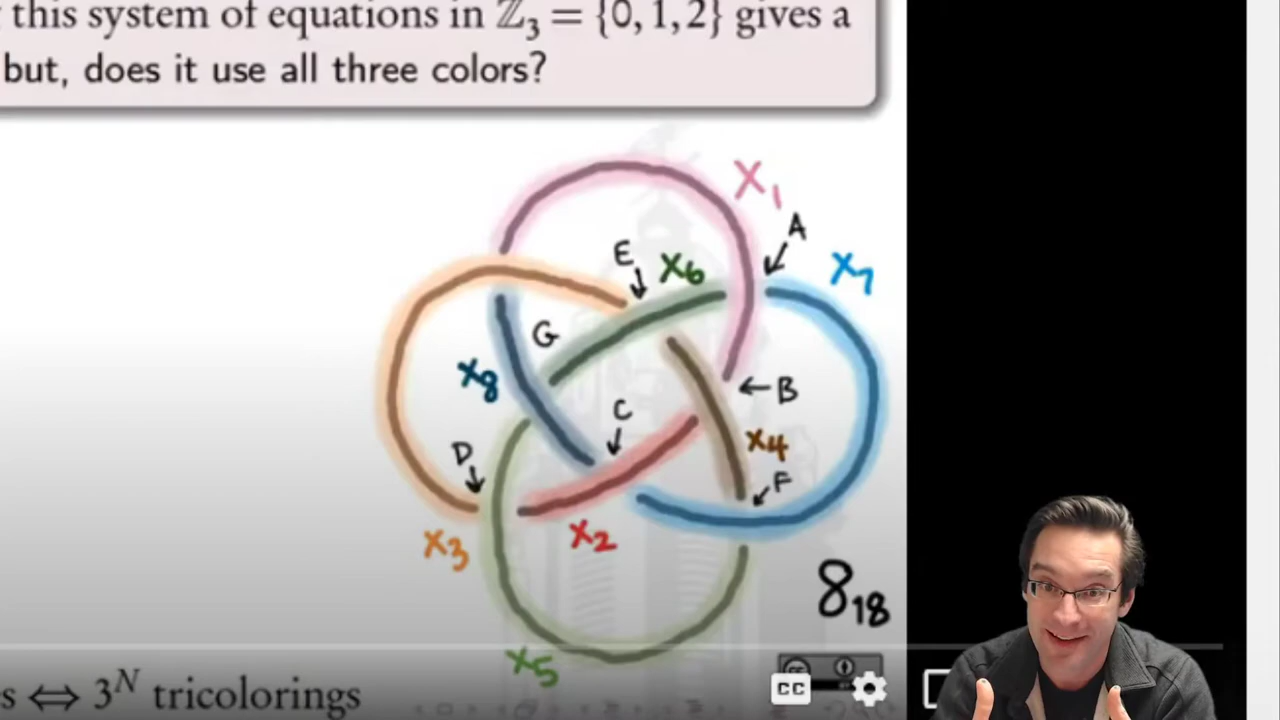 this system of equations in ℤ₃ = {0, 1, 2} gives a
but, does it use all three colors?
X₁
A
E
X₆
X₇
G
X₈
B
C
X₄
D
F
X₃
X₂
8₁₈
X₅
s ⇔ 3ᴺ tricolorings
CC